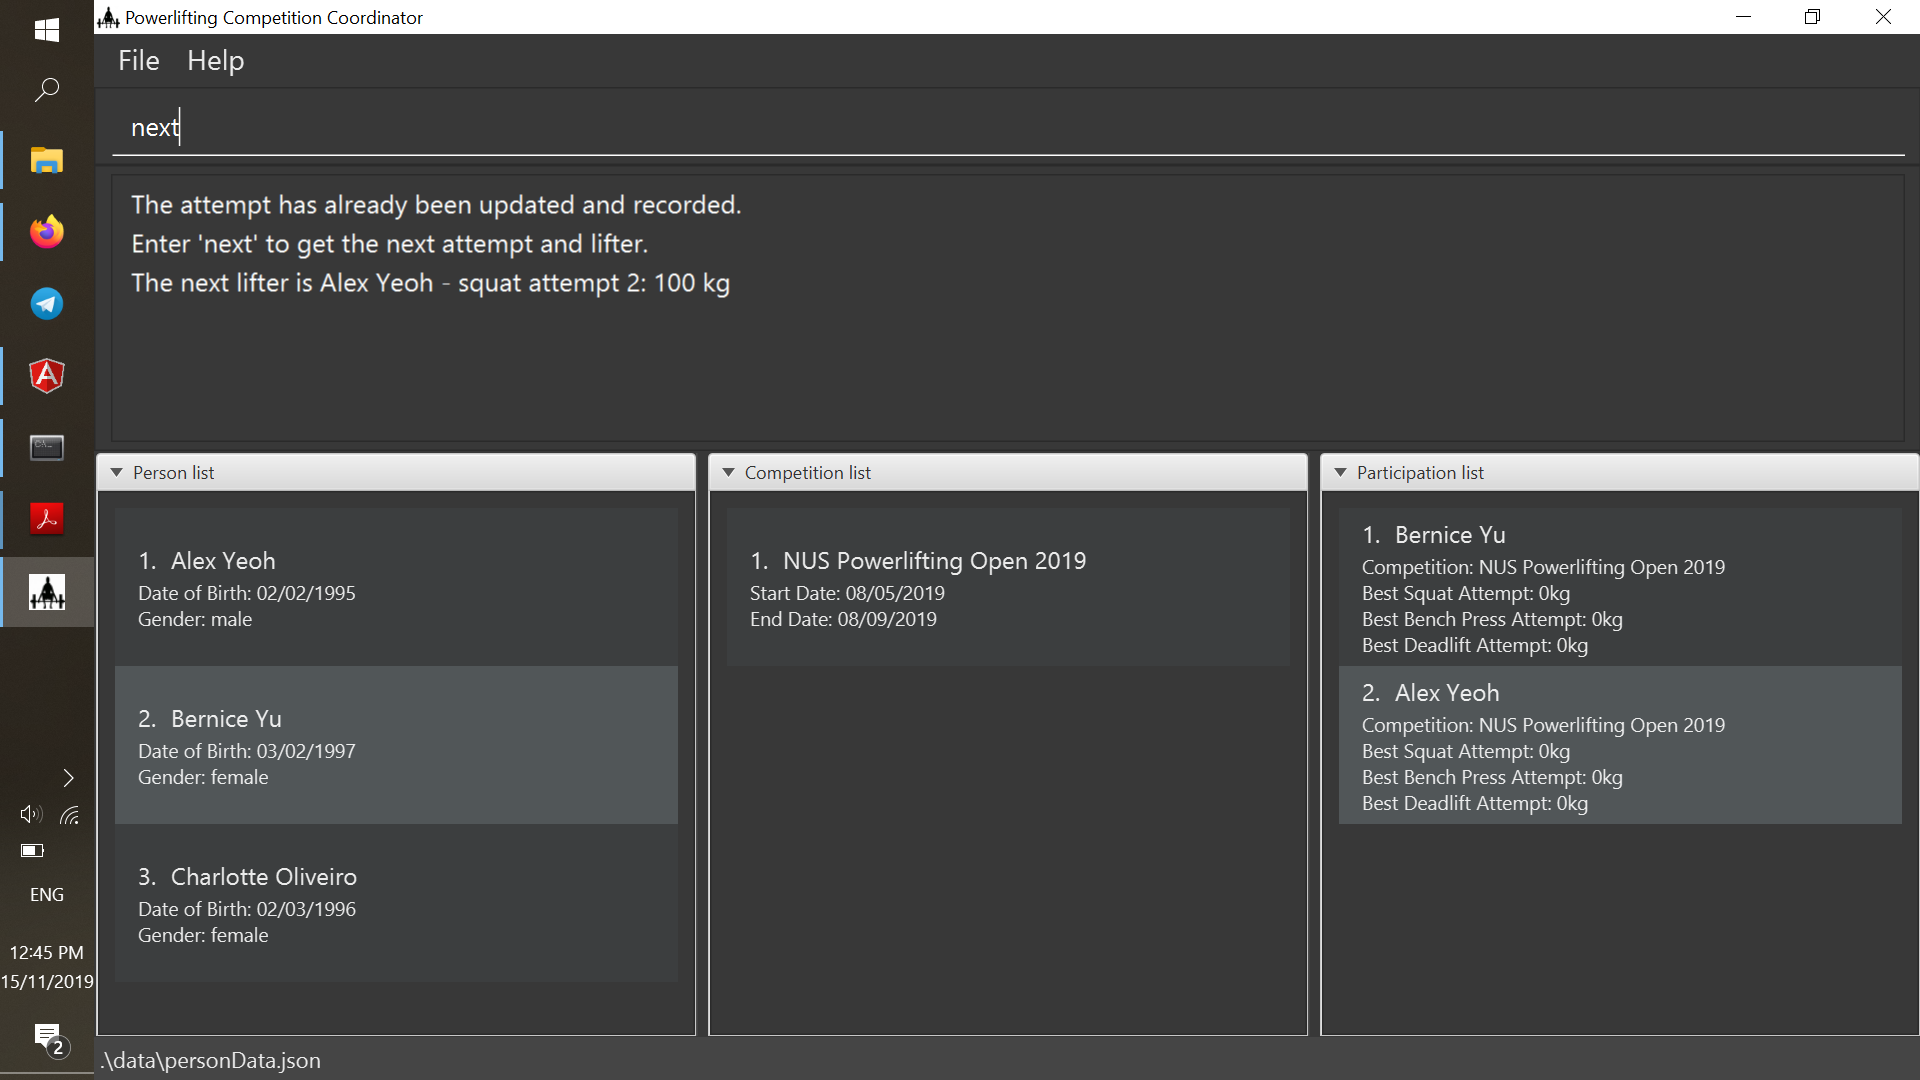 Powerlifting Competition Coordinator
File Help
next
The attempt has already been updated and recorded.
Enter 'next' to get the next attempt and lifter.
The next lifter is Alex Yeoh - squat attempt 2: 100 kg
Person list
1. Alex Yeoh
Date of Birth: 02/02/1995
Gender: male
2. Bernice Yu
Date of Birth: 03/02/1997
Gender: female
3. Charlotte Oliveiro
Date of Birth: 02/03/1996
Gender: female
Competition list
1. NUS Powerlifting Open 2019
Start Date: 08/05/2019
End Date: 08/09/2019
Participation list
1. Bernice Yu
Competition: NUS Powerlifting Open 2019
Best Squat Attempt: 0kg
Best Bench Press Attempt: 0kg
Best Deadlift Attempt: 0kg
2. Alex Yeoh
Competition: NUS Powerlifting Open 2019
Best Squat Attempt: 0kg
Best Bench Press Attempt: 0kg
Best Deadlift Attempt: 0kg
.\data\personData.json
ENG
12:45 PM
15/11/2019
2